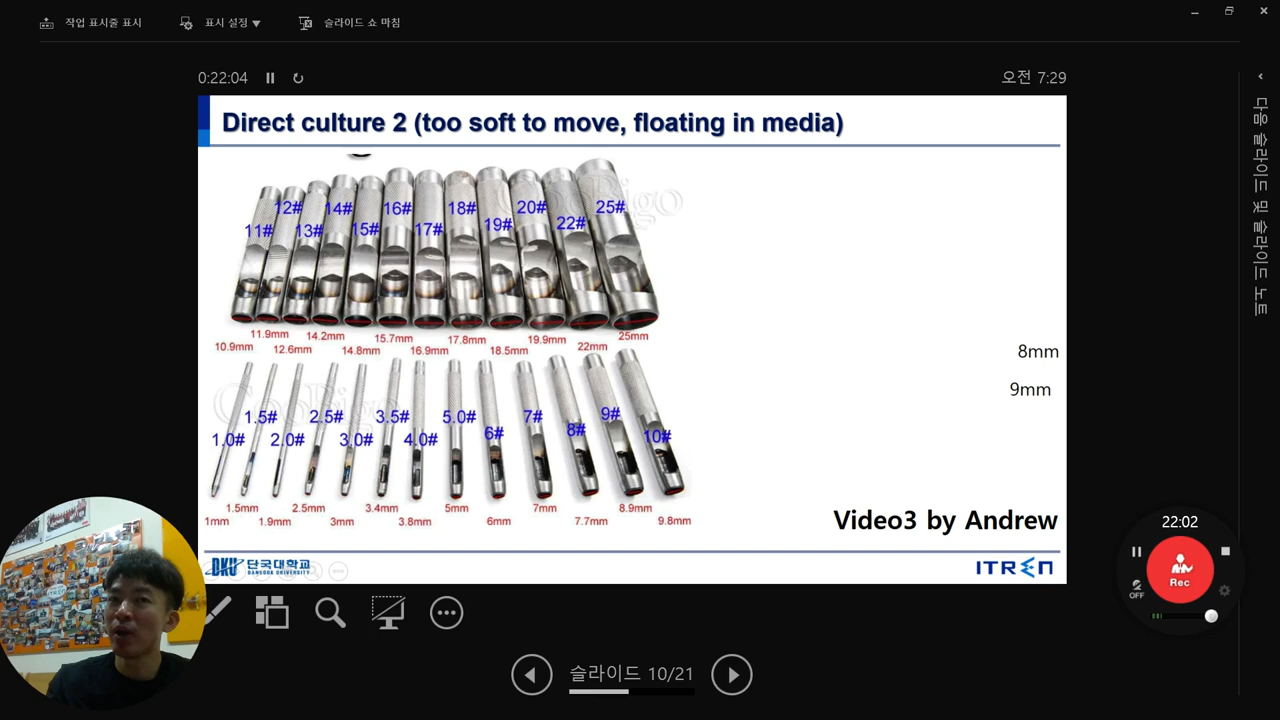 작업 표시줄 표시
표시 설정 ▼
슬라이드 쇼 마침
0:22:04
오전 7:29
다음 슬라이드 및 슬라이드 노트
Direct culture 2 (too soft to move, floating in media)
11# 12# 13# 14# 15# 16# 17# 18# 19# 20# 22# 25#
10.9mm 11.9mm 12.6mm 14.2mm 14.8mm 15.7mm 16.9mm 17.8mm 18.5mm 19.9mm 22mm 25mm
8mm
9mm
1.0# 1.5# 2.0# 2.5# 3.0# 3.5# 4.0# 5.0# 6# 7# 8# 9# 10#
1mm 1.5mm 1.9mm 2.5mm 3mm 3.4mm 3.8mm 5mm 6mm 7mm 7.7mm 8.9mm 9.8mm
Video3 by Andrew
DKU 단국대학교
DANKOOK UNIVERSITY
ITREN
22:02
Rec
OFF
슬라이드 10/21